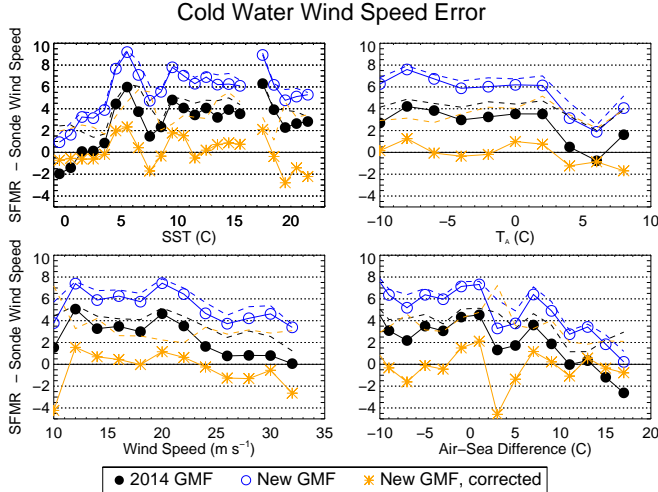 Cold Water Wind Speed Error
SFMR - Sonde Wind Speed
10
8
6
4
2
0
-2
-4
0 5 10 15 20
SST (C)
10
8
6
4
2
0
-2
-4
-10 -5 0 5 10
T_A (C)
SFMR - Sonde Wind Speed
10
8
6
4
2
0
-2
-4
10 15 20 25 30 35
Wind Speed (m s⁻¹)
10
8
6
4
2
0
-2
-4
-10 -5 0 5 10 15 20
Air-Sea Difference (C)
2014 GMF New GMF New GMF, corrected